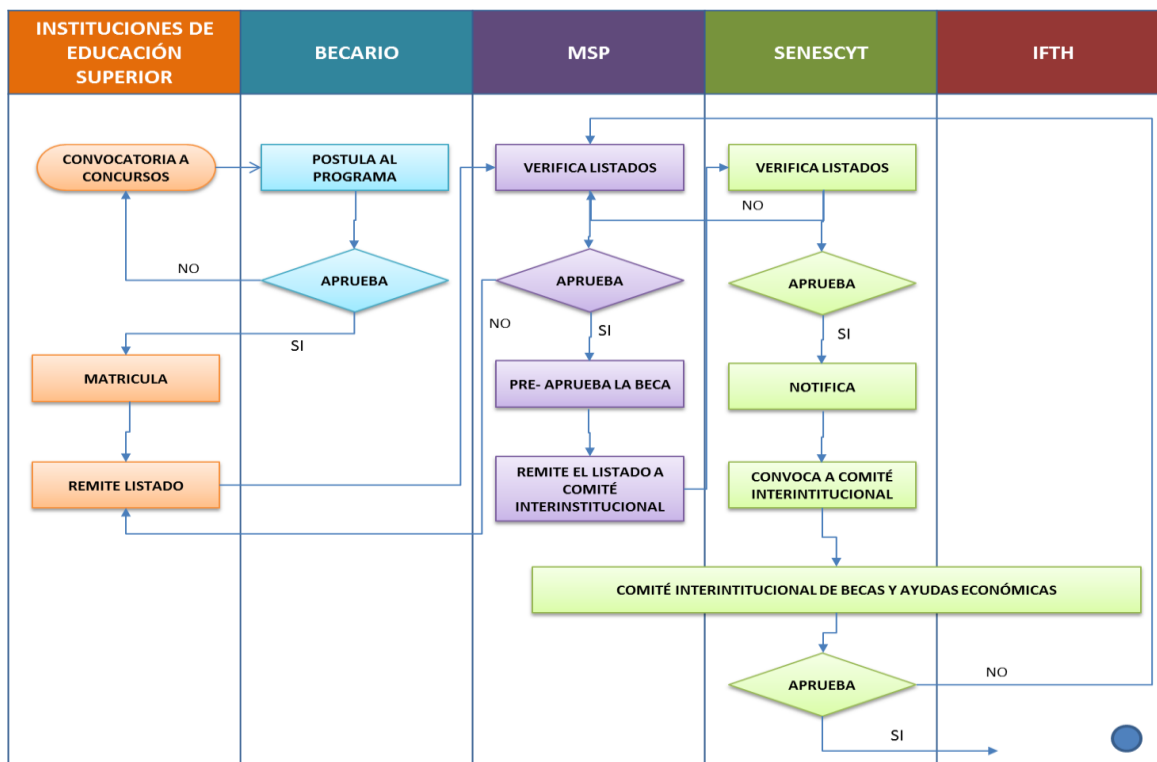 INSTITUCIONES DE
EDUCACIÓN
SUPERIOR
BECARIO
MSP
SENESCYT
IFTH
CONVOCATORIA A
CONCURSOS
POSTULA AL
PROGRAMA
VERIFICA LISTADOS
VERIFICA LISTADOS
NO
NO
APRUEBA
APRUEBA
APRUEBA
NO
SI
SI
SI
MATRICULA
PRE- APRUEBA LA BECA
NOTIFICA
REMITE LISTADO
REMITE EL LISTADO A
COMITÉ
INTERINSTITUCIONAL
CONVOCA A COMITÉ
INTERINTITUCIONAL
COMITÉ INTERINTITUCIONAL DE BECAS Y AYUDAS ECONÓMICAS
APRUEBA
NO
SI